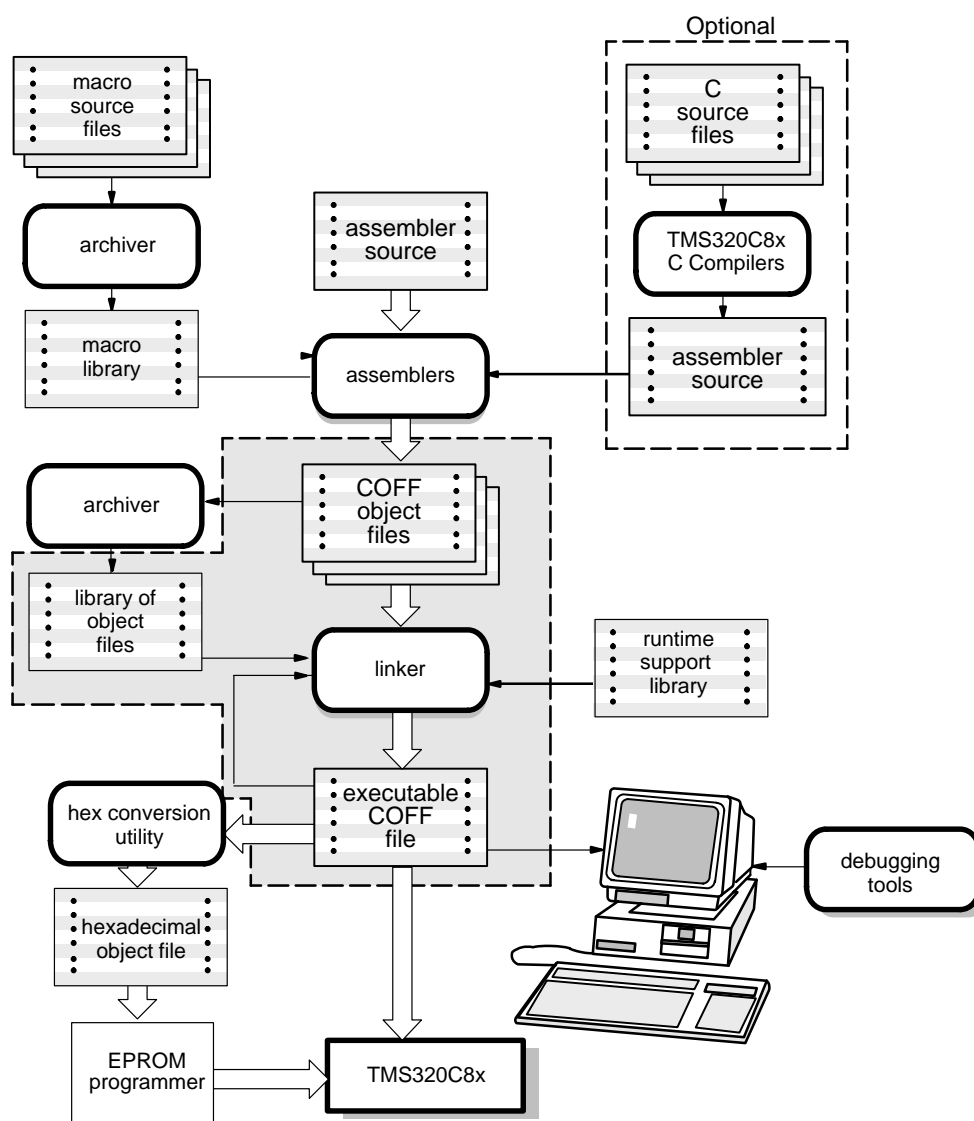 Optional
macro
source
files
C
source
files
archiver
assembler
source
TMS320C8x
C Compilers
macro
library
assemblers
assembler
source
archiver
COFF
object
files
library of
object
files
linker
runtime
support
library
hex conversion
utility
executable
COFF
file
debugging
tools
hexadecimal
object file
EPROM
programmer
TMS320C8x